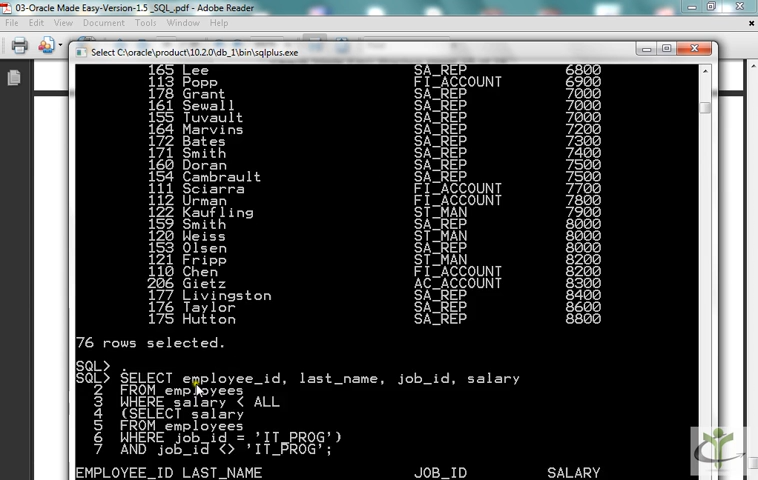 03-Oracle Made Easy-Version-1.5 _SQL_.pdf - Adobe Reader
File Edit View Document Tools Window Help
Select C:\oracle\product\10.2.0\db_1\bin\sqlplus.exe
165 Lee SA_REP 6800
113 Popp FI_ACCOUNT 6900
178 Grant SA_REP 7000
161 Sewall SA_REP 7000
155 Tuvault SA_REP 7000
164 Marvins SA_REP 7200
172 Bates SA_REP 7300
171 Smith SA_REP 7400
160 Doran SA_REP 7500
154 Cambrault SA_REP 7500
111 Sciarra FI_ACCOUNT 7700
112 Urman FI_ACCOUNT 7800
122 Kaufling ST_MAN 7900
159 Smith SA_REP 8000
120 Weiss ST_MAN 8000
153 Olsen SA_REP 8000
121 Fripp ST_MAN 8200
110 Chen FI_ACCOUNT 8200
206 Gietz AC_ACCOUNT 8300
177 Livingston SA_REP 8400
176 Taylor SA_REP 8600
175 Hutton SA_REP 8800
76 rows selected.
SQL> .
SQL> SELECT employee_id, last_name, job_id, salary
2 FROM employees
3 WHERE salary < ALL
4 (SELECT salary
5 FROM employees
6 WHERE job_id = 'IT_PROG')
7 AND job_id <> 'IT_PROG';
EMPLOYEE_ID LAST_NAME JOB_ID SALARY